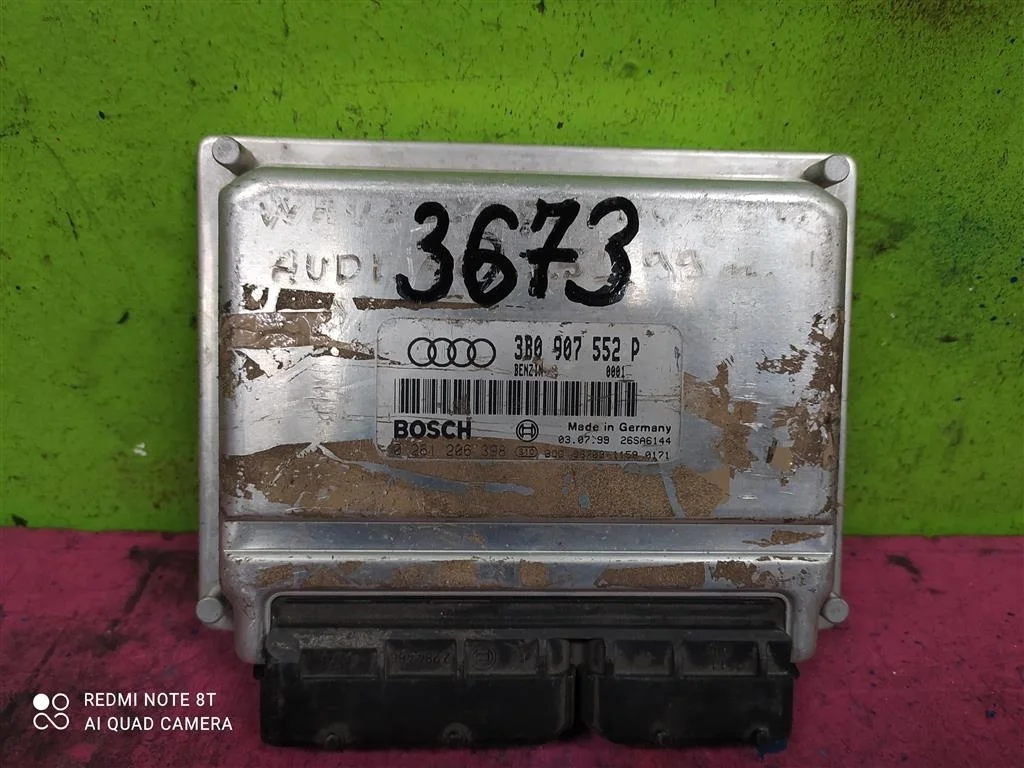 3673
AUDI
3B0 907 552 P
BENZIN 0001
BOSCH
Made in Germany
03.07.99 26SA6144
0 261 206 398
REDMI NOTE 8T
AI QUAD CAMERA